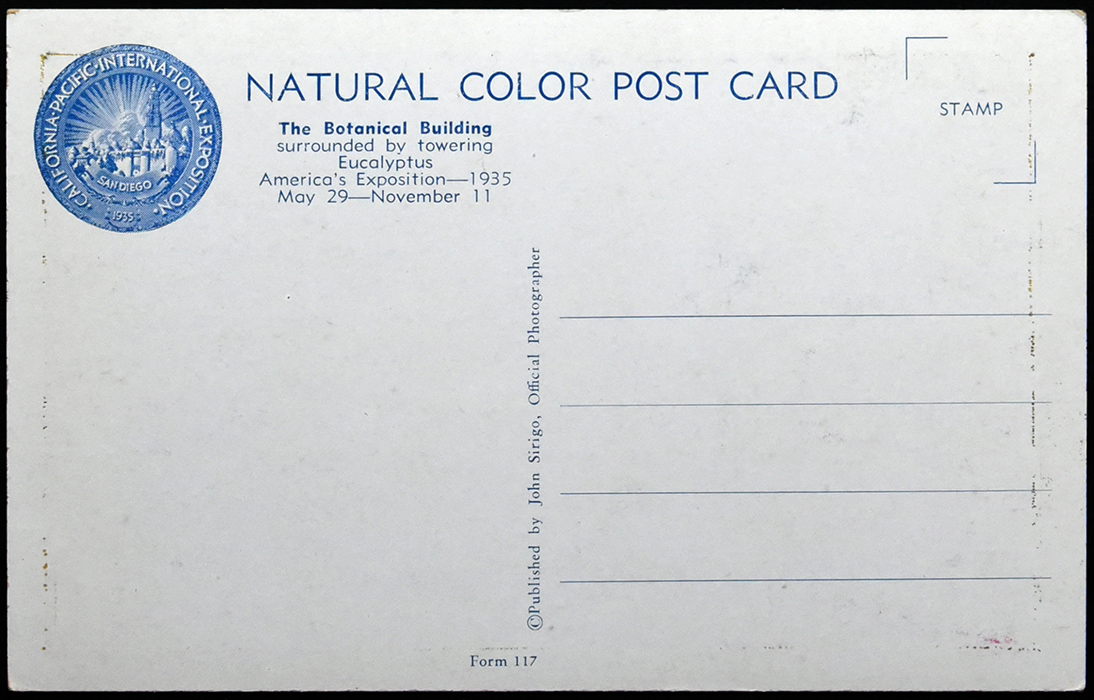 CALIFORNIA·PACIFIC·INTERNATIONAL·EXPOSITION
SAN DIEGO
1935
NATURAL COLOR POST CARD
The Botanical Building
surrounded by towering
Eucalyptus
America's Exposition—1935
May 29—November 11
STAMP
©Published by John Sirigo, Official Photographer
Form 117